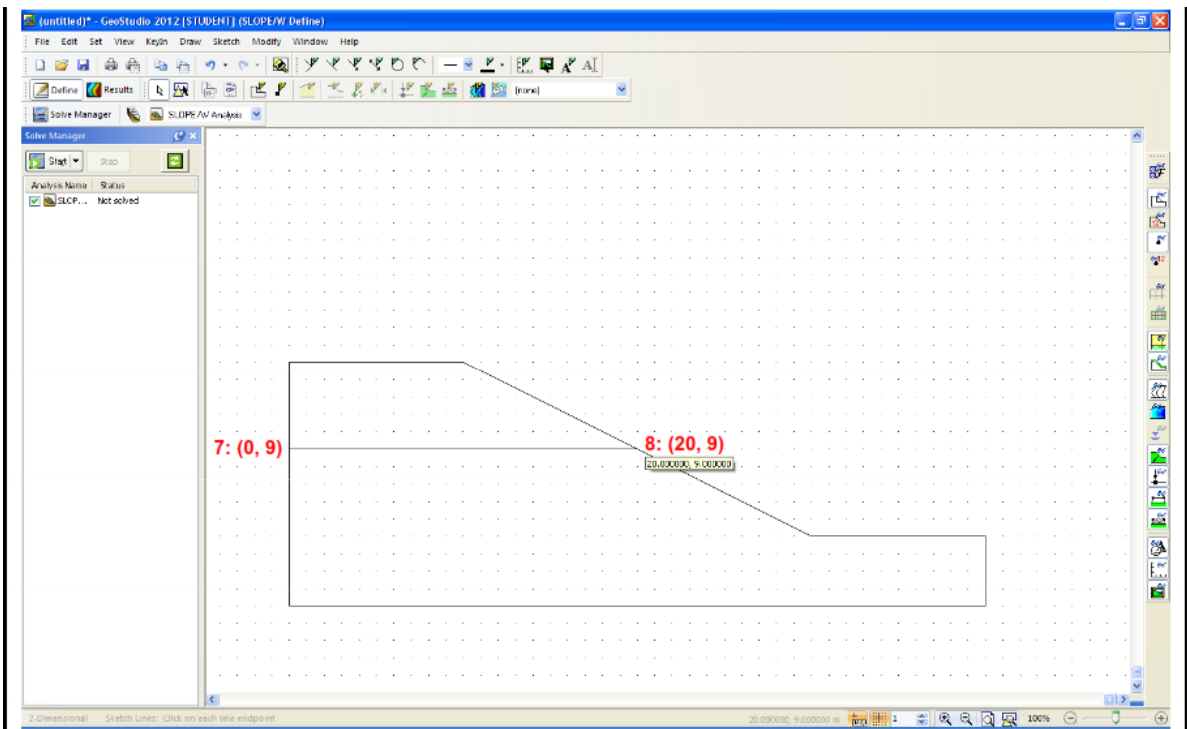 (untitled)* - GeoStudio 2012 [STUDENT] (SLOPE/W Define)
File Edit Set View KeyIn Draw Sketch Modify Window Help
Define Results (none)
Solve Manager SLOPE/W Analysis
Solve Manager
Start Stop
Analysis Name Status
SLOP... Not solved
7: (0, 9)
8: (20, 9)
20.000000, 9.000000
2-Dimensional Sketch Lines: Click on each line endpoint 20.000000, 9.000000 m 1 100%